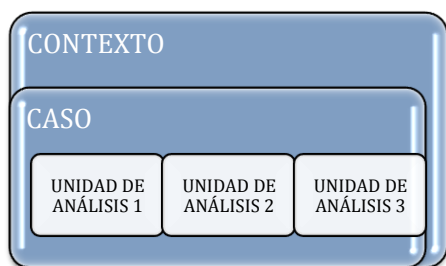 CONTEXTO
CASO
UNIDAD DE
ANÁLISIS 1
UNIDAD DE
ANÁLISIS 2
UNIDAD DE
ANÁLISIS 3